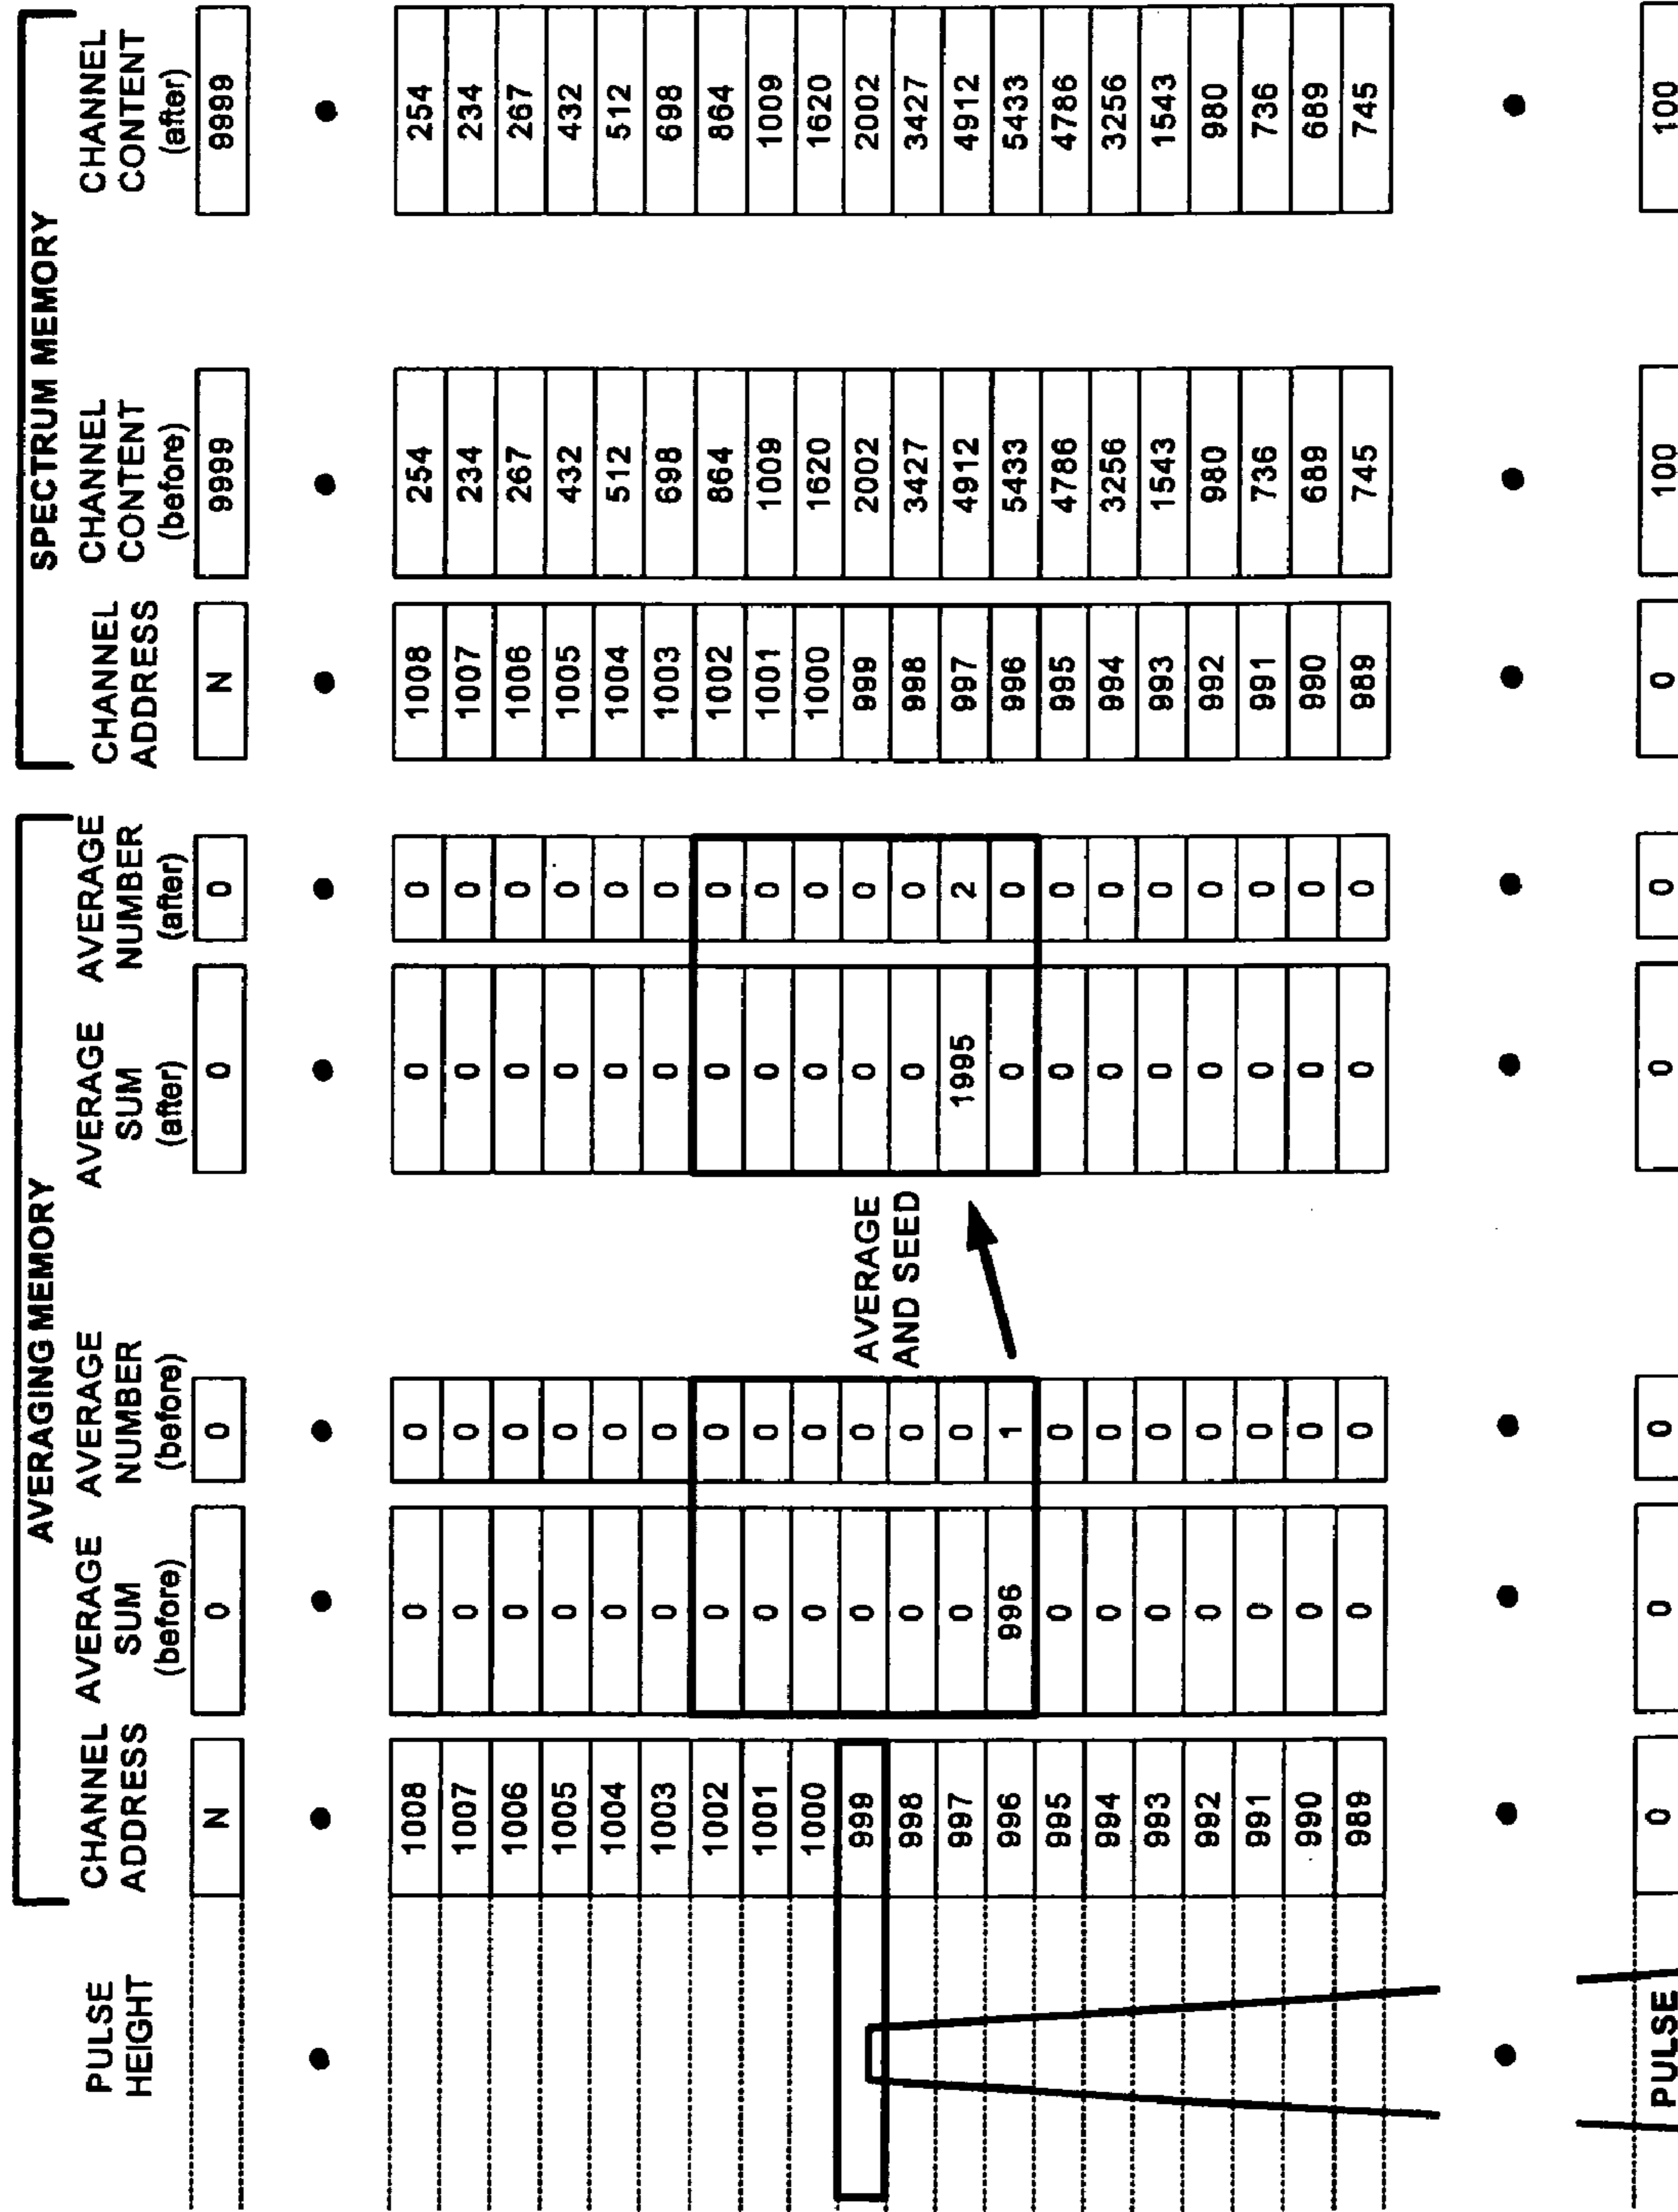 AVERAGING MEMORY SPECTRUM MEMORY
PULSE CHANNEL AVERAGE AVERAGE AVERAGE AVERAGE CHANNEL CHANNEL CHANNEL
HEIGHT ADDRESS SUM NUMBER SUM NUMBER ADDRESS CONTENT CONTENT
(before) (before) (after) (after) (before) (after)
N 0 0 0 0 N 9999 9999
1008 0 0 0 0 1008 254 254
1007 0 0 0 0 1007 234 234
1006 0 0 0 0 1006 267 267
1005 0 0 0 0 1005 432 432
1004 0 0 0 0 1004 512 512
1003 0 0 0 0 1003 698 698
1002 0 0 0 0 1002 864 864
1001 0 0 0 0 1001 1009 1009
1000 0 0 0 0 1000 1620 1620
999 0 0 AVERAGE 0 0 999 2002 2002
998 0 0 AND SEED 0 0 998 3427 3427
997 0 0 1995 2 997 4912 4912
996 996 1 0 0 996 5433 5433
995 0 0 0 0 995 4786 4786
994 0 0 0 0 994 3256 3256
993 0 0 0 0 993 1543 1543
992 0 0 0 0 992 980 980
991 0 0 0 0 991 736 736
990 0 0 0 0 990 689 689
989 0 0 0 0 989 745 745
PULSE 0 0 0 0 0 0 100 100